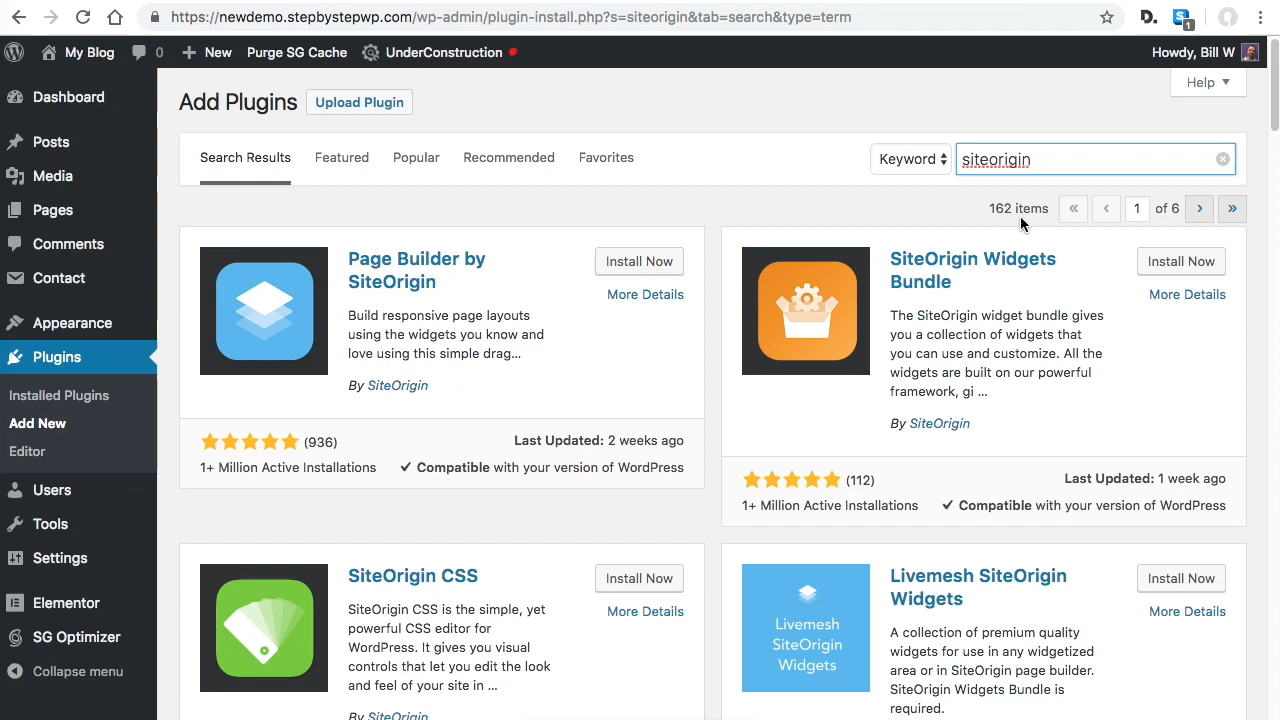 https://newdemo.stepbystepwp.com/wp-admin/plugin-install.php?s=siteorigin&tab=search&type=term
D.
1
My Blog
0
New
Purge SG Cache
UnderConstruction
Howdy, Bill W
Dashboard
Posts
Media
Pages
Comments
Contact
Appearance
Plugins
Installed Plugins
Add New
Editor
Users
Tools
Settings
Elementor
SG Optimizer
Collapse menu
Help
Add Plugins
Upload Plugin
Search Results
Featured
Popular
Recommended
Favorites
Keyword
siteorigin
162 items
«
‹
1
of 6
›
»
Page Builder by
SiteOrigin
Install Now
More Details
Build responsive page layouts
using the widgets you know and
love using this simple drag...
By SiteOrigin
(936)
Last Updated: 2 weeks ago
1+ Million Active Installations
✓ Compatible with your version of WordPress
SiteOrigin Widgets
Bundle
Install Now
More Details
The SiteOrigin widget bundle gives
you a collection of widgets that
you can use and customize. All the
widgets are built on our powerful
framework, gi ...
By SiteOrigin
(112)
Last Updated: 1 week ago
1+ Million Active Installations
✓ Compatible with your version of WordPress
SiteOrigin CSS
Install Now
More Details
SiteOrigin CSS is the simple, yet
powerful CSS editor for
WordPress. It gives you visual
controls that let you edit the look
and feel of your site in ...
By SiteOrigin
Livemesh
SiteOrigin
Widgets
Livemesh SiteOrigin
Widgets
Install Now
More Details
A collection of premium quality
widgets for use in any widgetized
area or in SiteOrigin page builder.
SiteOrigin Widgets Bundle is
required.